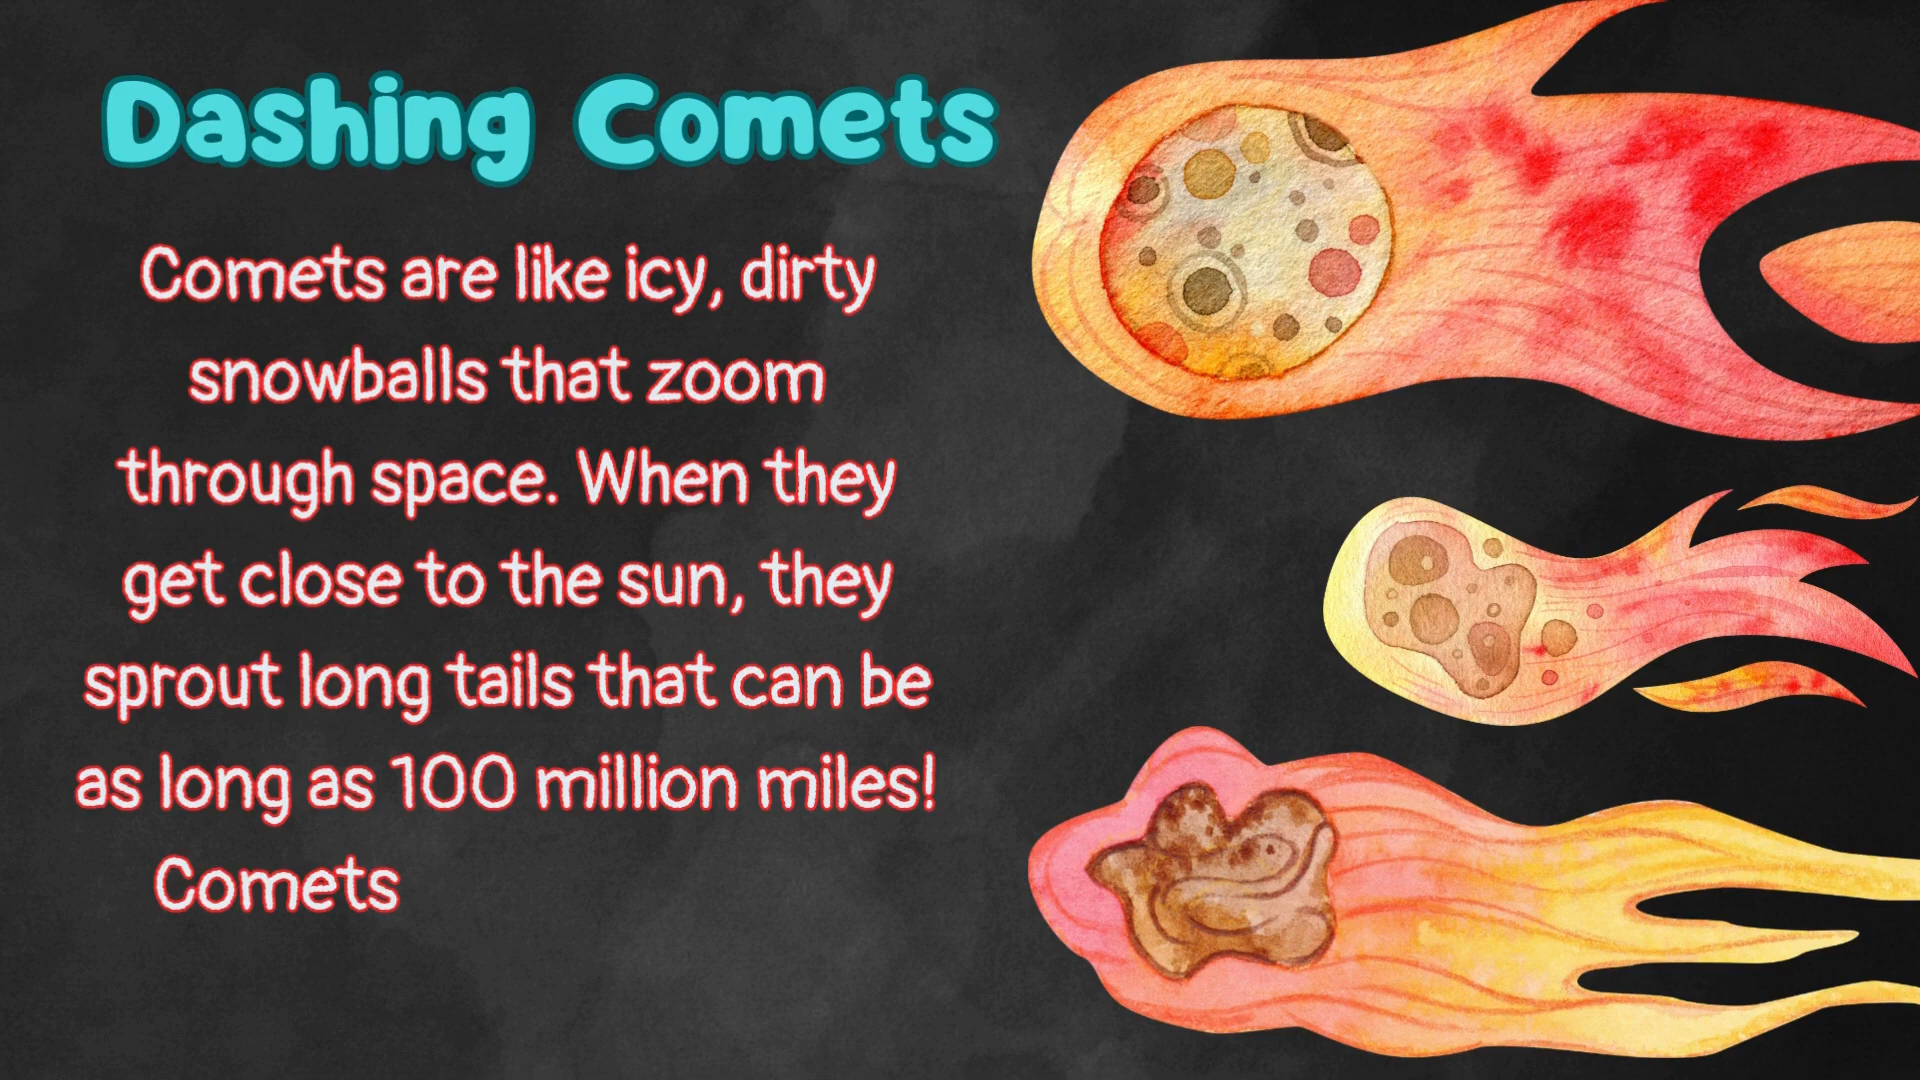 Dashing Comets
Comets are like icy, dirty
snowballs that zoom
through space. When they
get close to the sun, they
sprout long tails that can be
as long as 100 million miles!
Comets